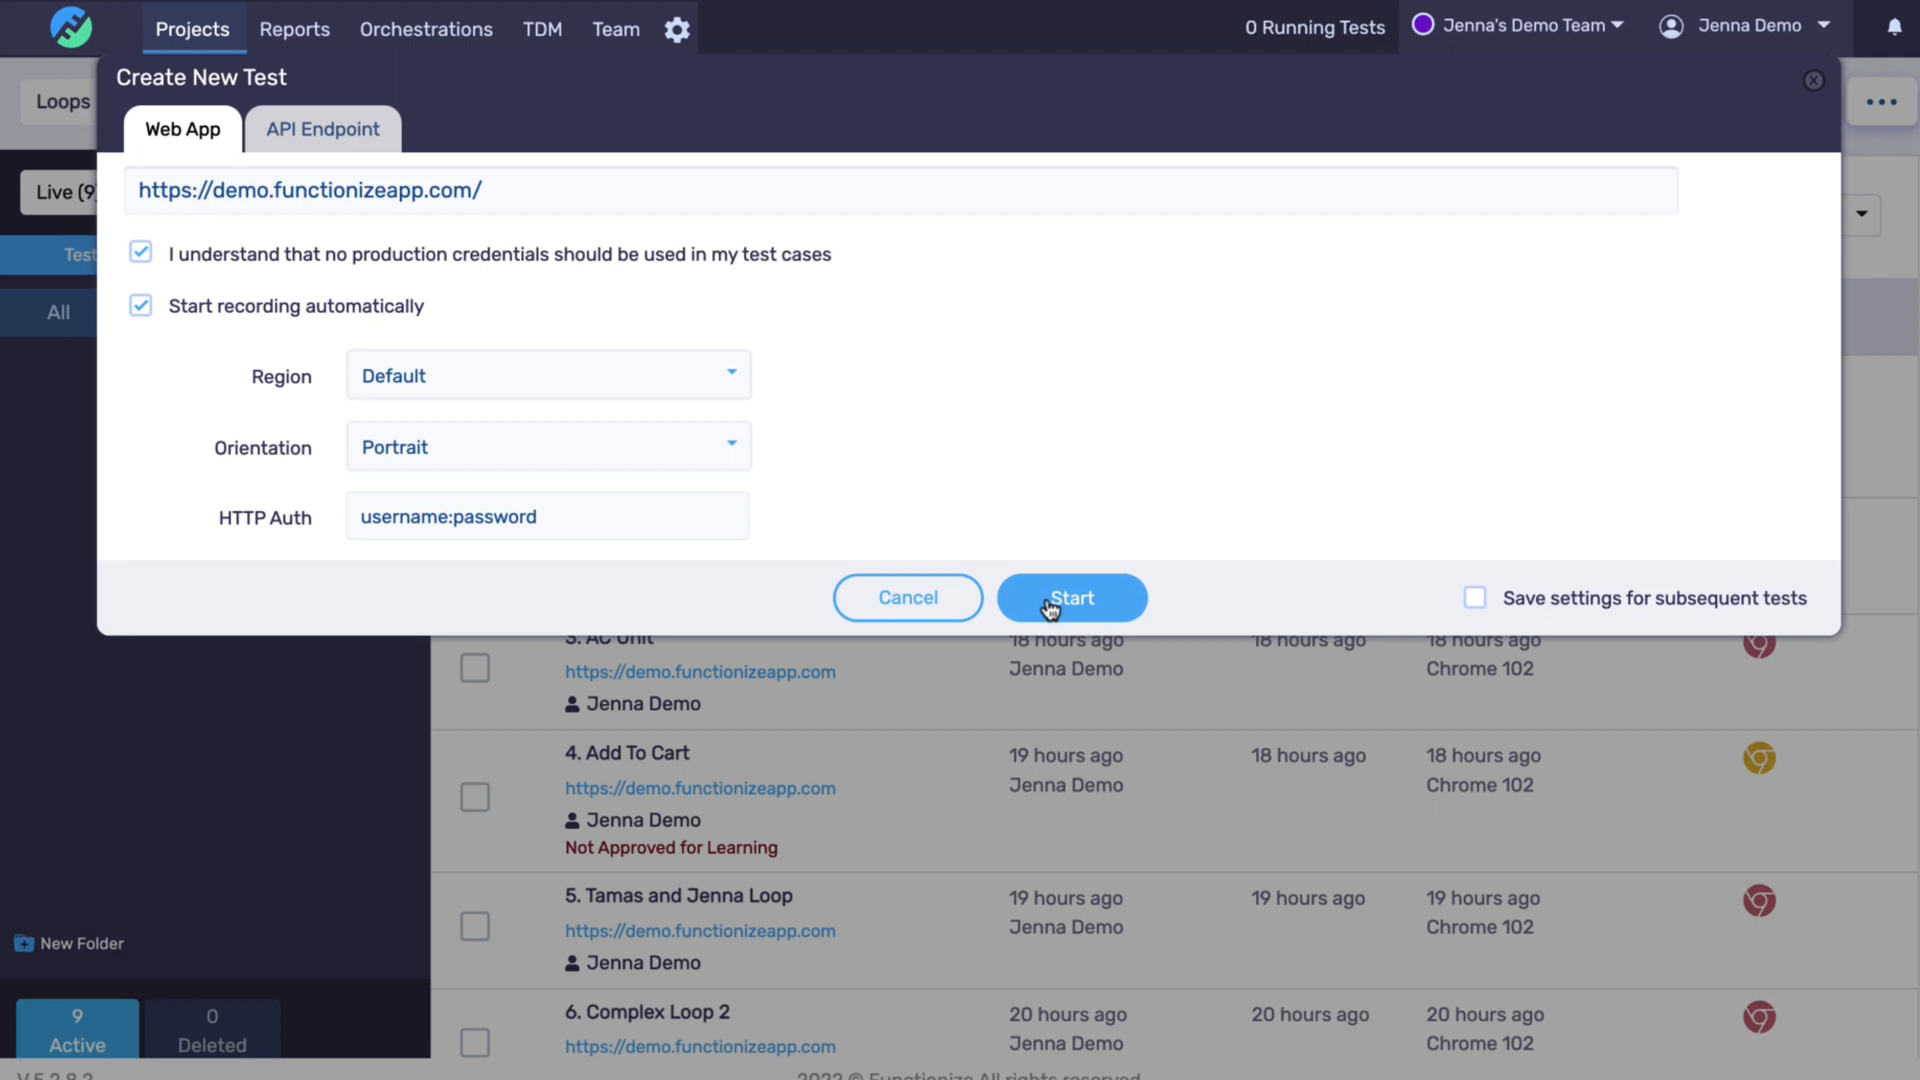 Projects Reports Orchestrations TDM Team 0 Running Tests Jenna's Demo Team Jenna Demo
Create New Test
Loops
Web App API Endpoint
https://demo.functionizeapp.com/
Live (9
I understand that no production credentials should be used in my test cases
Test
Start recording automatically
All
Region Default
Orientation Portrait
HTTP Auth username:password
Cancel Start Save settings for subsequent tests
3. AC Unit 18 hours ago 18 hours ago 18 hours ago
https://demo.functionizeapp.com Jenna Demo Chrome 102
Jenna Demo
4. Add To Cart 19 hours ago 18 hours ago 18 hours ago
https://demo.functionizeapp.com Jenna Demo Chrome 102
Jenna Demo
Not Approved for Learning
5. Tamas and Jenna Loop 19 hours ago 19 hours ago 19 hours ago
https://demo.functionizeapp.com Jenna Demo Chrome 102
Jenna Demo
New Folder
6. Complex Loop 2 20 hours ago 20 hours ago 20 hours ago
https://demo.functionizeapp.com Jenna Demo Chrome 102
9 0
Active Deleted
V.5.2.8.2 2022 © Functionize All rights reserved